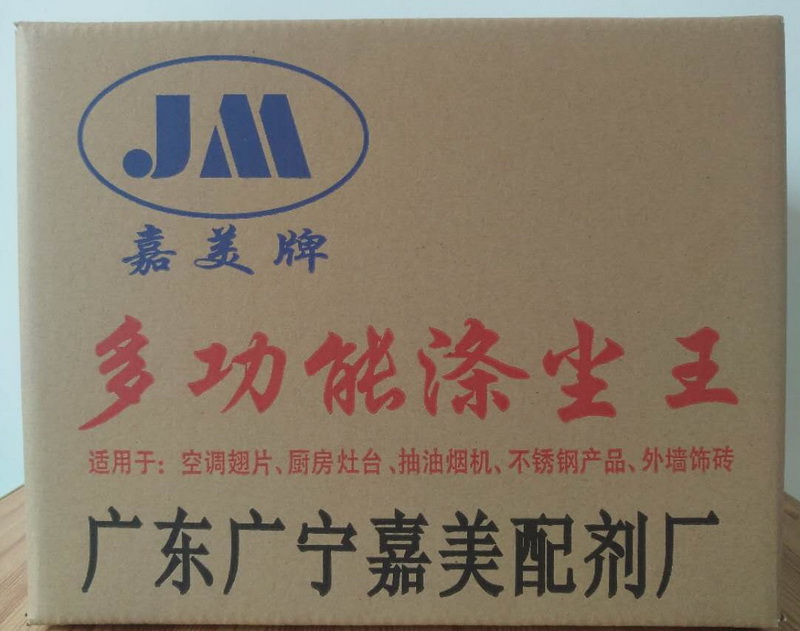 JM
嘉美牌
多功能涤尘王
适用于：空调翅片、厨房灶台、抽油烟机、不锈钢产品、外墙饰砖
广东广宁嘉美配剂厂